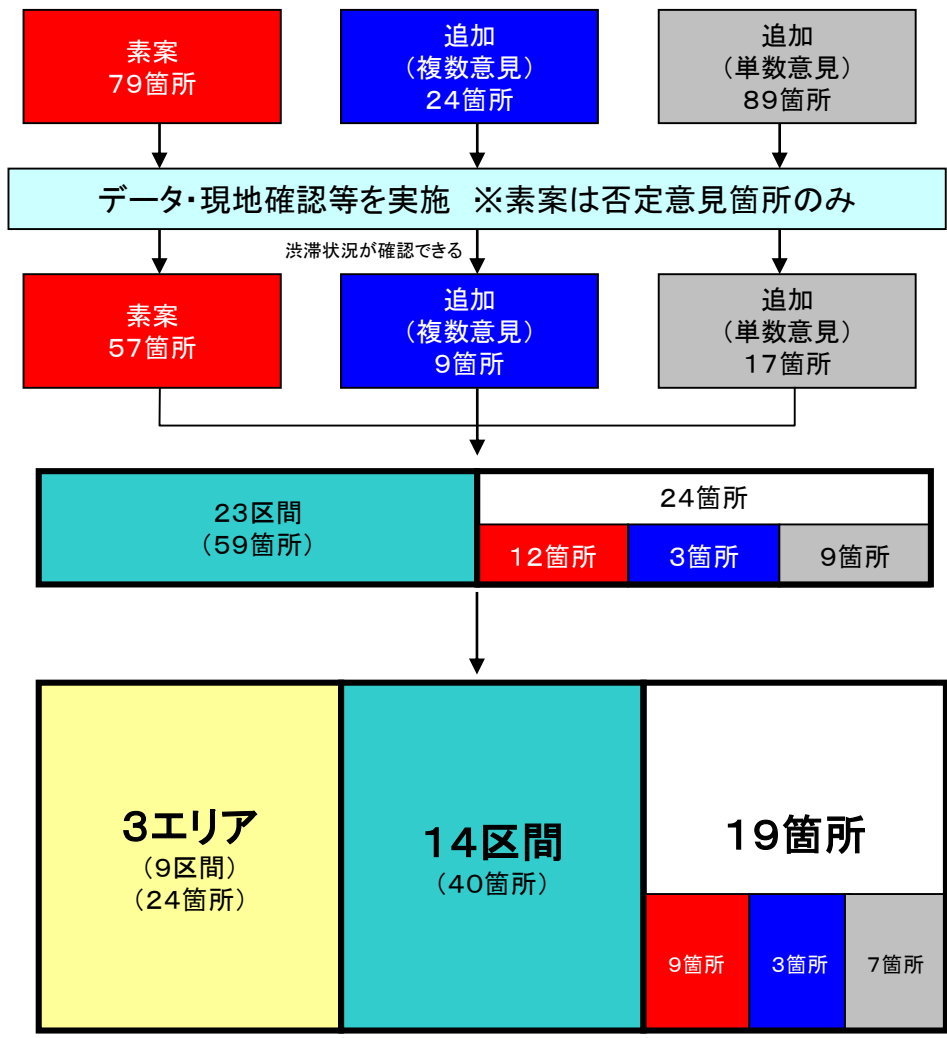 素案
79箇所
追加
(複数意見)
24箇所
追加
(単数意見)
89箇所
データ・現地確認等を実施 ※素案は否定意見箇所のみ
渋滞状況が確認できる
素案
57箇所
追加
(複数意見)
9箇所
追加
(単数意見)
17箇所
23区間
(59箇所)
24箇所
12箇所
3箇所
9箇所
3エリア
(9区間)
(24箇所)
14区間
(40箇所)
19箇所
9箇所
3箇所
7箇所